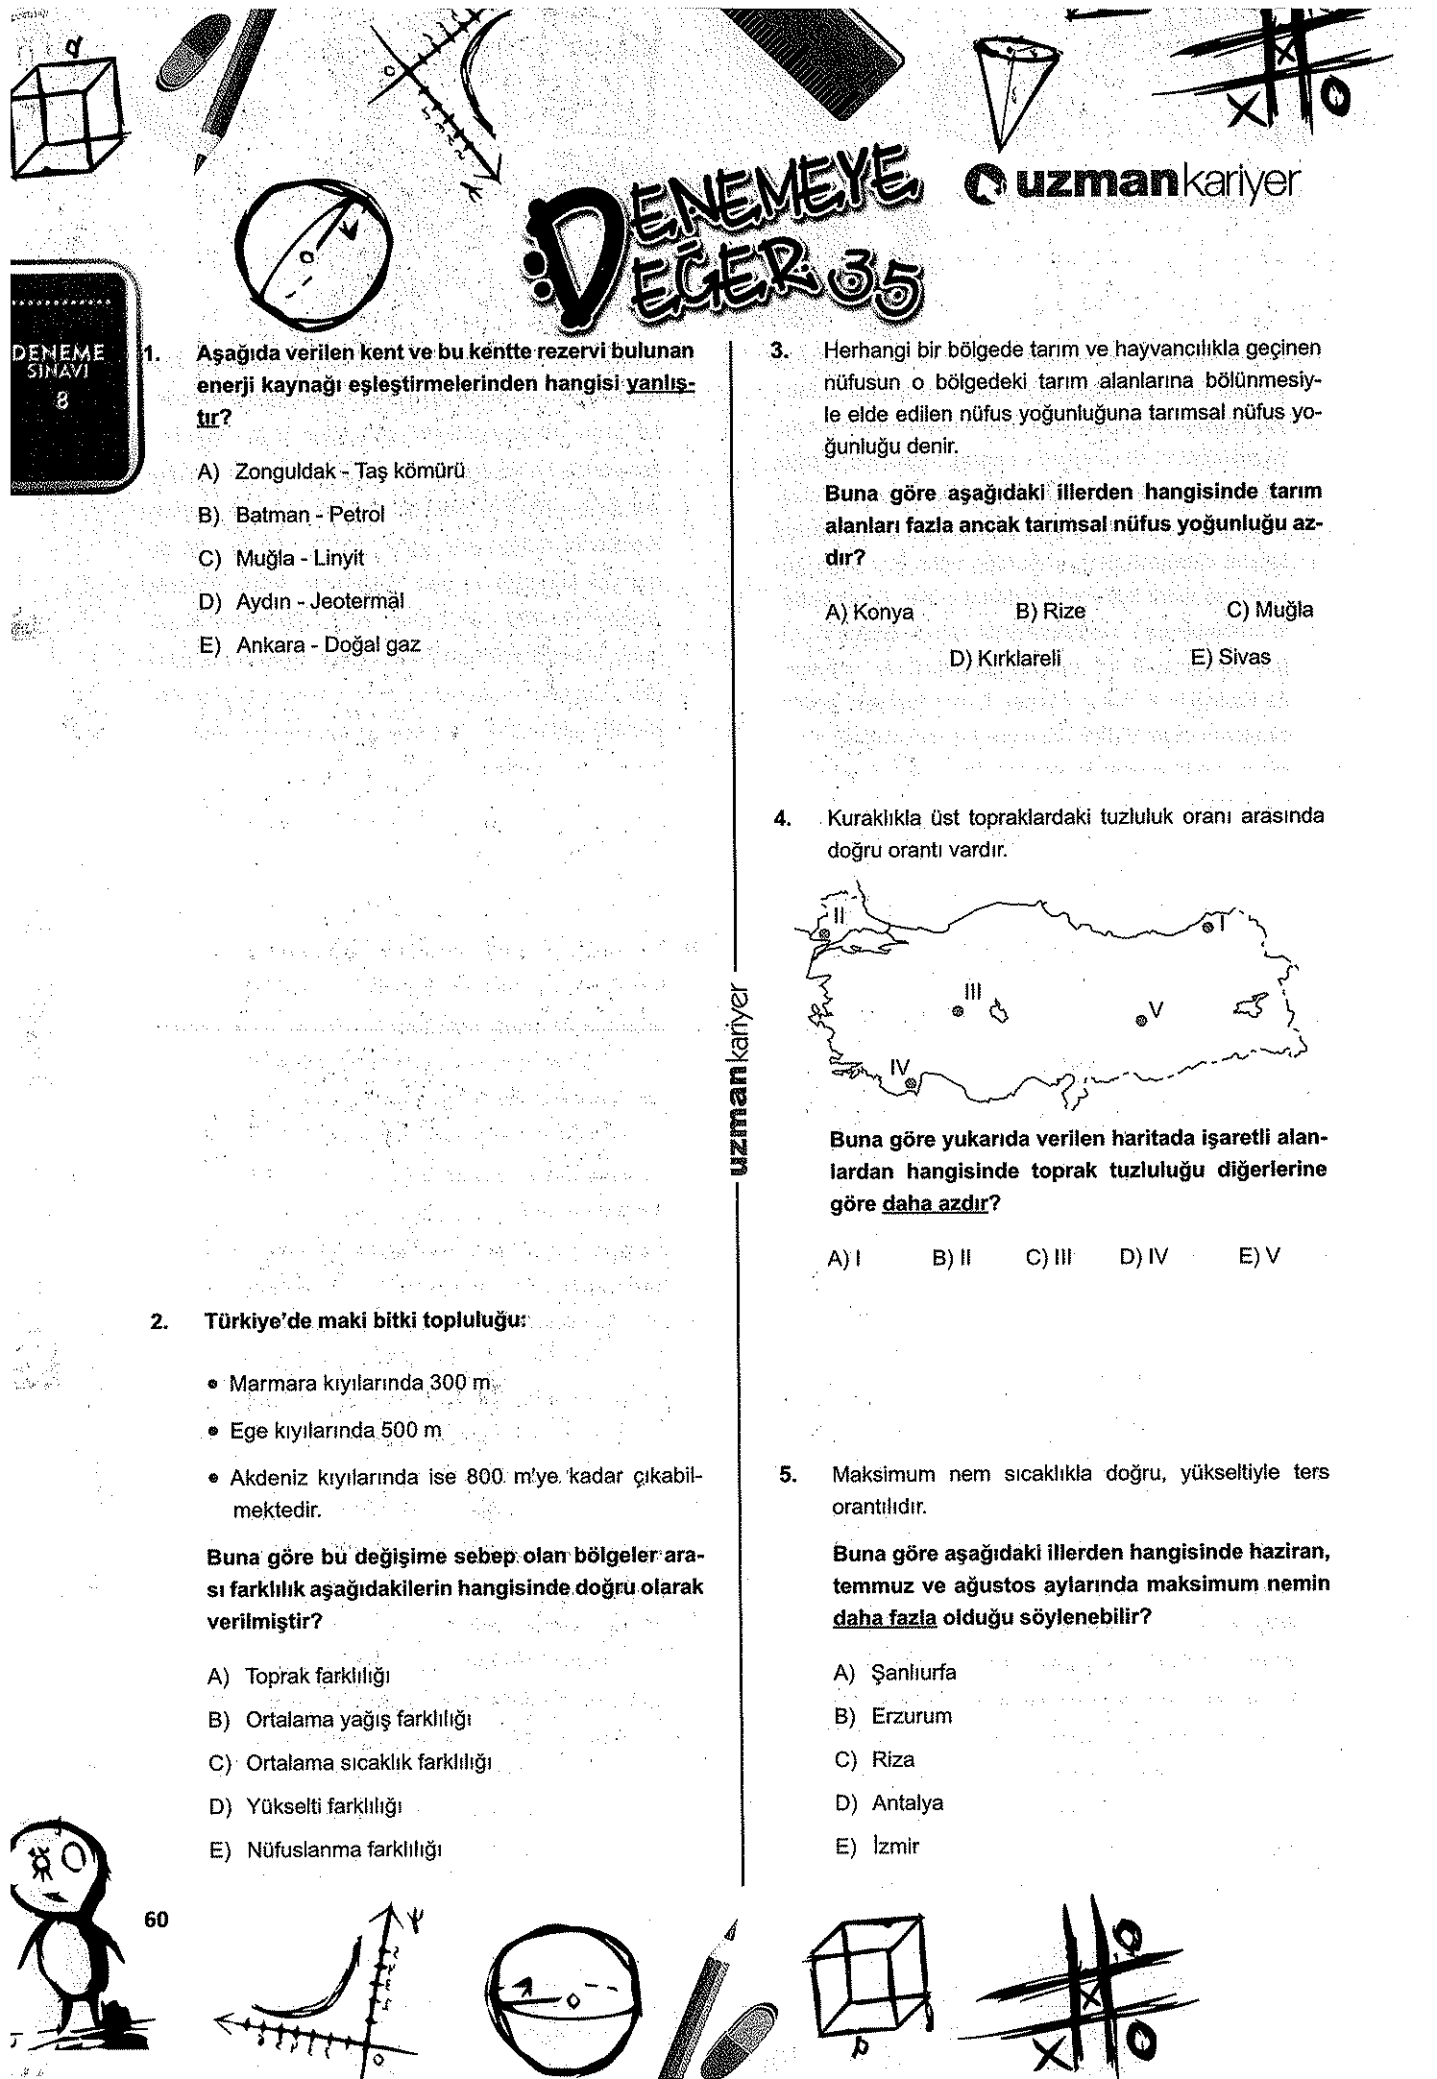 DENEMEYE
DEĞER 35
uzmankariyer
DENEME
SINAVI
8
1. Aşağıda verilen kent ve bu kentte rezervi bulunan
enerji kaynağı eşleştirmelerinden hangisi yanlış-
tır?
A) Zonguldak - Taş kömürü
B) Batman - Petrol
C) Muğla - Linyit
D) Aydın - Jeotermal
E) Ankara - Doğal gaz
2. Türkiye'de maki bitki topluluğu:
• Marmara kıyılarında 300 m
• Ege kıyılarında 500 m
• Akdeniz kıyılarında ise 800 m'ye kadar çıkabil-
mektedir.
Buna göre bu değişime sebep olan bölgeler ara-
sı farklılık aşağıdakilerin hangisinde doğru olarak
verilmiştir?
A) Toprak farklılığı
B) Ortalama yağış farklılığı
C) Ortalama sıcaklık farklılığı
D) Yükselti farklılığı
E) Nüfuslanma farklılığı
uzmankariyer
3. Herhangi bir bölgede tarım ve hayvancılıkla geçinen
nüfusun o bölgedeki tarım alanlarına bölünmesiy-
le elde edilen nüfus yoğunluğuna tarımsal nüfus yo-
ğunluğu denir.
Buna göre aşağıdaki illerden hangisinde tarım
alanları fazla ancak tarımsal nüfus yoğunluğu az-
dır?
A) Konya B) Rize C) Muğla
D) Kırklareli E) Sivas
4. Kuraklıkla üst topraklardaki tuzluluk oranı arasında
doğru orantı vardır.
II
I
III
V
IV
Buna göre yukarıda verilen haritada işaretli alan-
lardan hangisinde toprak tuzluluğu diğerlerine
göre daha azdır?
A) I B) II C) III D) IV E) V
5. Maksimum nem sıcaklıkla doğru, yükseltiyle ters
orantılıdır.
Buna göre aşağıdaki illerden hangisinde haziran,
temmuz ve ağustos aylarında maksimum nemin
daha fazla olduğu söylenebilir?
A) Şanlıurfa
B) Erzurum
C) Riza
D) Antalya
E) İzmir
60